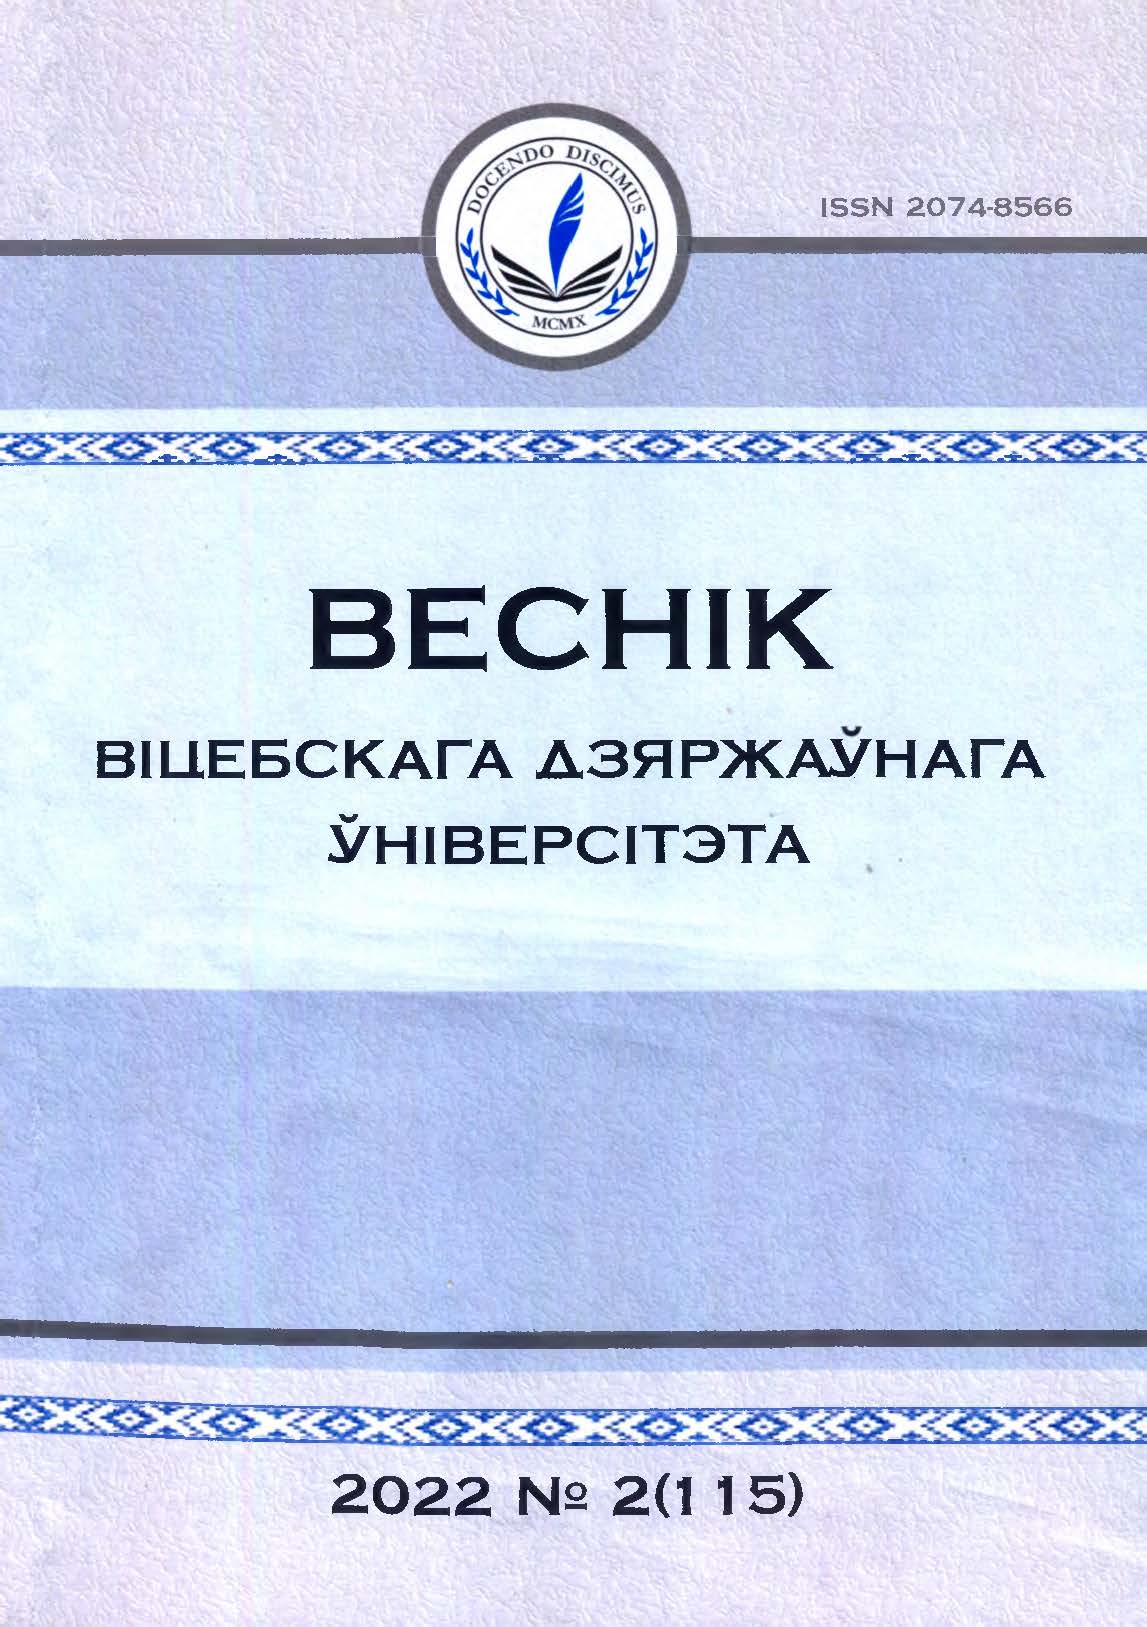 DOCENDO DISCIMUS
MCMX
ISSN 2074-8566
ВЕСНІК
ВІЦЕБСКАГА ДЗЯРЖАЎНАГА
ЎНІВЕРСІТЭТА
2022 № 2(115)